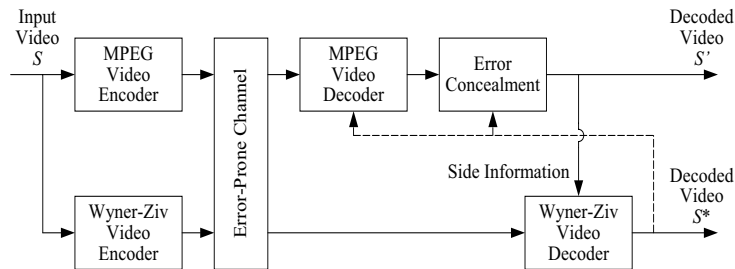 Input
Video
S
MPEG
Video
Encoder
Error-Prone Channel
MPEG
Video
Decoder
Error
Concealment
Decoded
Video
S'
Side Information
Wyner-Ziv
Video
Encoder
Wyner-Ziv
Video
Decoder
Decoded
Video
S*